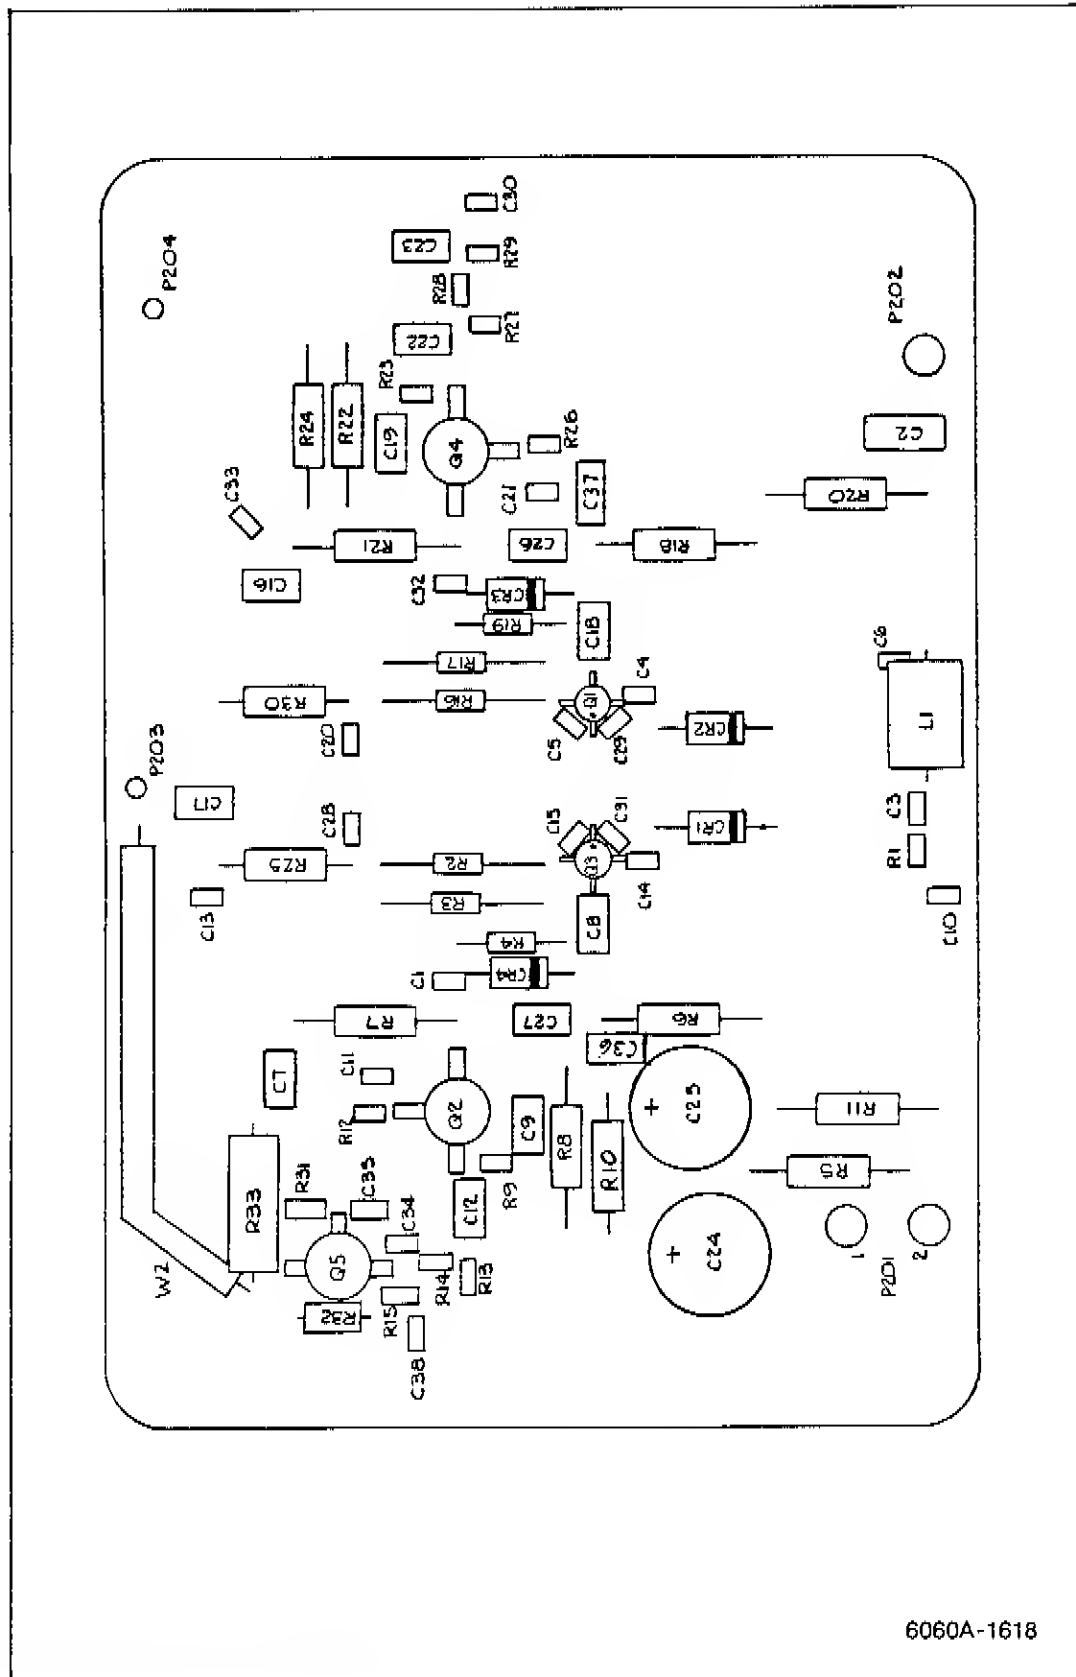 C30
C23
R29
P204
R28
P202
R27
C22
R23
R24
R22
C19
Q4
R26
C2
C33
C21
C37
R20
R21
C26
R18
C16
C32
CR3
R19
C18
R17
C6
R30
R16
Q1
C4
L1
C20
C5
C29
CR2
P203
C17
C28
C15
C31
CR1
C3
R25
R2
Q3
C14
R1
C13
R3
C8
C10
R4
C1
CR4
R7
C27
R6
C36
C7
C11
R12
Q2
C9
R8
R10
+
C25
R11
R33
R31
C35
C34
C12
R9
R5
W2
Q5
R14
R13
+
C24
1
2
P201
R32
R15
C38
6060A-1618